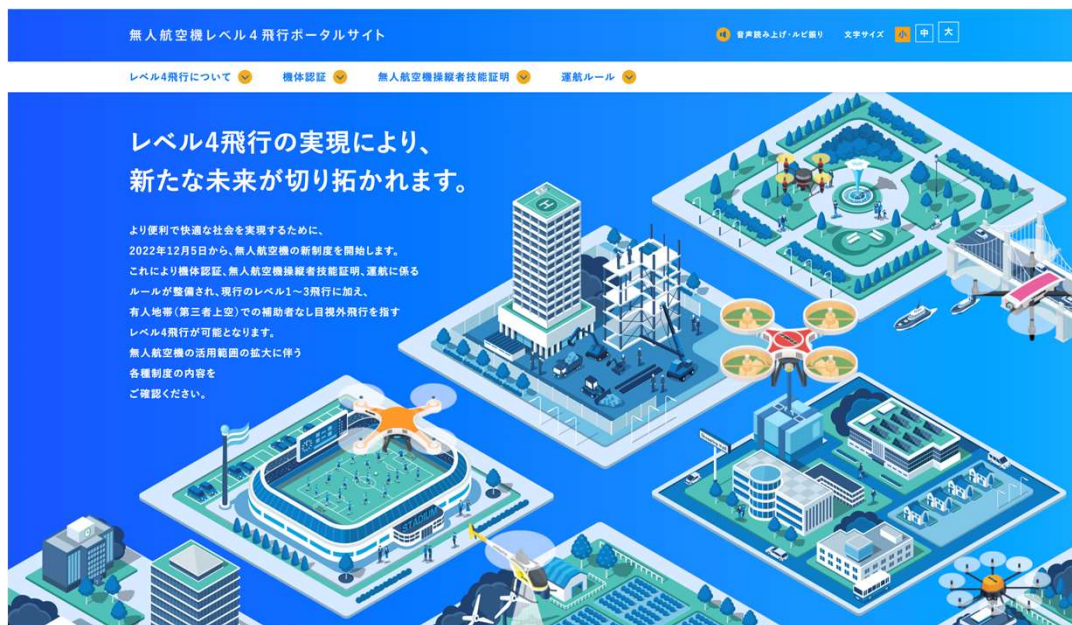 無人航空機レベル4飛行ポータルサイト
音声読み上げ・ルビ振り 文字サイズ 小 中 大
レベル4飛行について 機体認証 無人航空機操縦者技能証明 運航ルール
レベル4飛行の実現により、
新たな未来が切り拓かれます。
より便利で快適な社会を実現するために、
2022年12月5日から、無人航空機の新制度を開始します。
これにより機体認証、無人航空機操縦者技能証明、運航に係る
ルールが整備され、現行のレベル1〜3飛行に加え、
有人地帯(第三者上空)での補助者なし目視外飛行を指す
レベル4飛行が可能となります。
無人航空機の活用範囲の拡大に伴う
各種制度の内容を
ご確認ください。
H
STADIUM